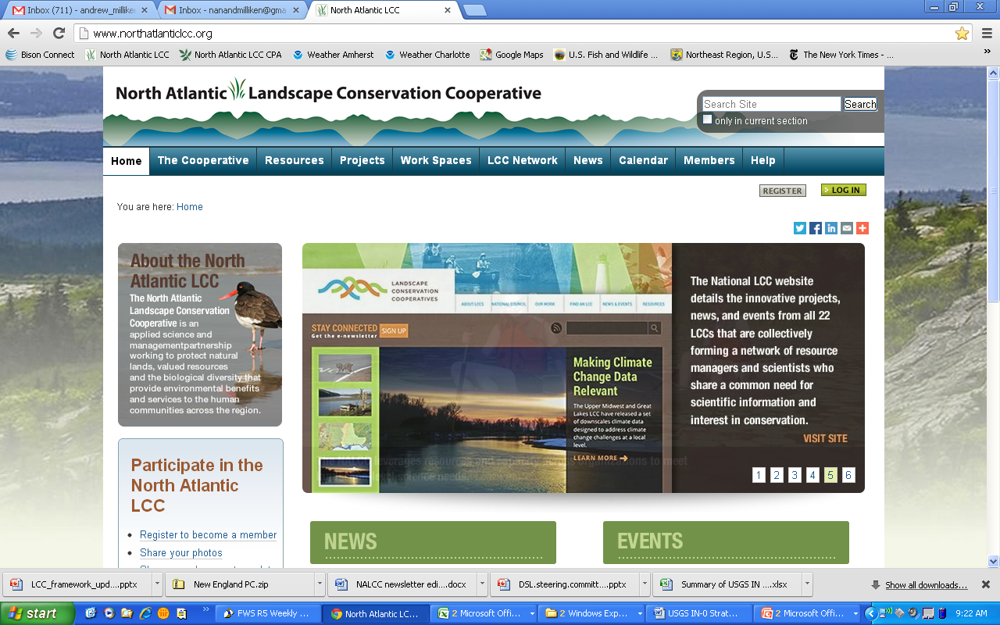 Inbox (711) - andrew_millike
Inbox - nanandmilliken@gma
North Atlantic LCC
www.northatlanticlcc.org
Bison Connect
North Atlantic LCC
North Atlantic LCC CPA
Weather Amherst
Weather Charlotte
Google Maps
U.S. Fish and Wildlife ...
Northeast Region, U.S...
The New York Times - ...
»
North Atlantic Landscape Conservation Cooperative
Search Site
Search
only in current section
Home
The Cooperative
Resources
Projects
Work Spaces
LCC Network
News
Calendar
Members
Help
REGISTER
LOG IN
You are here: Home
About the North
Atlantic LCC
The North Atlantic
Landscape Conservation
Cooperative is an
applied science and
managementpartnership
working to protect natural
lands, valued resources
and the biological diversity that
provide environmental benefits
and services to the human
communities across the region.
LANDSCAPE
CONSERVATION
COOPERATIVES
ABOUT LCCS
NATIONAL COUNCIL
OUR WORK
FIND AN LCC
NEWS & EVENTS
RESOURCES
STAY CONNECTED
SIGN UP
Get the e-newsletter
Making Climate
Change Data
Relevant
The Upper Midwest and Great
Lakes LCC have released a set
of downscales climate data
designed to address climate
change challenges at a local
level.
LEARN MORE
The National LCC website
details the innovative projects,
news, and events from all 22
LCCs that are collectively
forming a network of resource
managers and scientists who
share a common need for
scientific information and
interest in conservation.
VISIT SITE
1 2 3 4 5 6
Participate in the
North Atlantic
LCC
Register to become a member
Share your photos
NEWS
EVENTS
LCC_framework_upd....pptx
New England PC.zip
NALCC newsletter edi....docx
DSL.steering.committ....pptx
Summary of USGS IN ....xlsx
Show all downloads...
start
»
FWS R5 Weekly ...
North Atlantic LC...
2 Microsoft Offi...
2 Windows Exp...
USGS IN-0 Strat...
2 Microsoft Offi...
9:22 AM